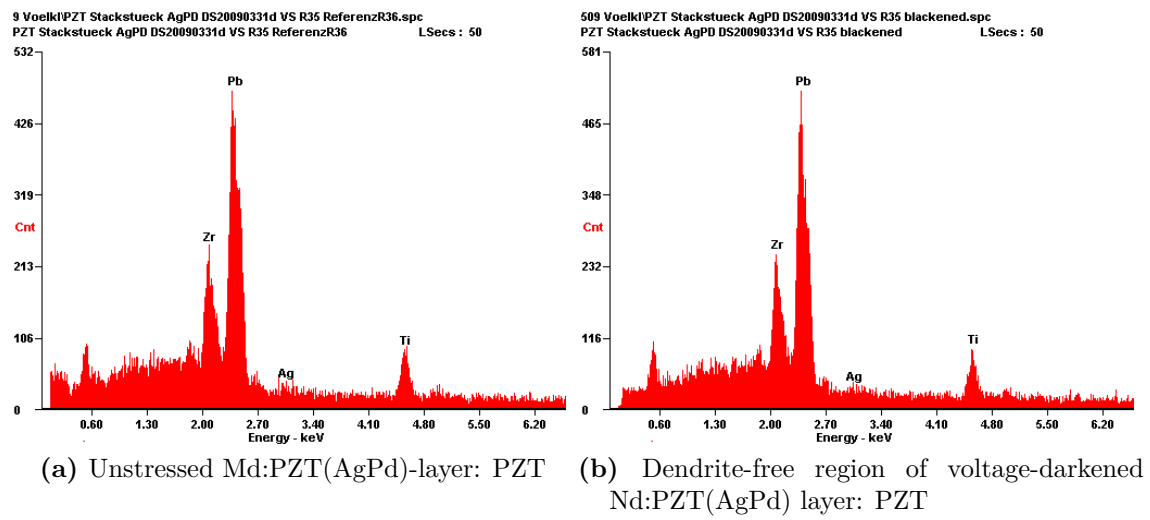 9 Voelkl\PZT Stackstueck AgPD DS20090331d VS R35 ReferenzR36.spc
PZT Stackstueck AgPD DS20090331d VS R35 ReferenzR36 LSecs : 50
532
426
319
Cnt
213
106
0
Pb
Zr
Ag
Ti
0.60 1.30 2.00 2.70 3.40 4.10 4.80 5.50 6.20
Energy - keV
(a) Unstressed Md:PZT(AgPd)-layer: PZT
509 Voelkl\PZT Stackstueck AgPD DS20090331d VS R35 blackened.spc
PZT Stackstueck AgPD DS20090331d VS R35 blackened LSecs : 50
581
465
348
Cnt
232
116
0
Pb
Zr
Ag
Ti
0.60 1.30 2.00 2.70 3.40 4.10 4.80 5.50 6.20
Energy - keV
(b) Dendrite-free region of voltage-darkened
Nd:PZT(AgPd) layer: PZT